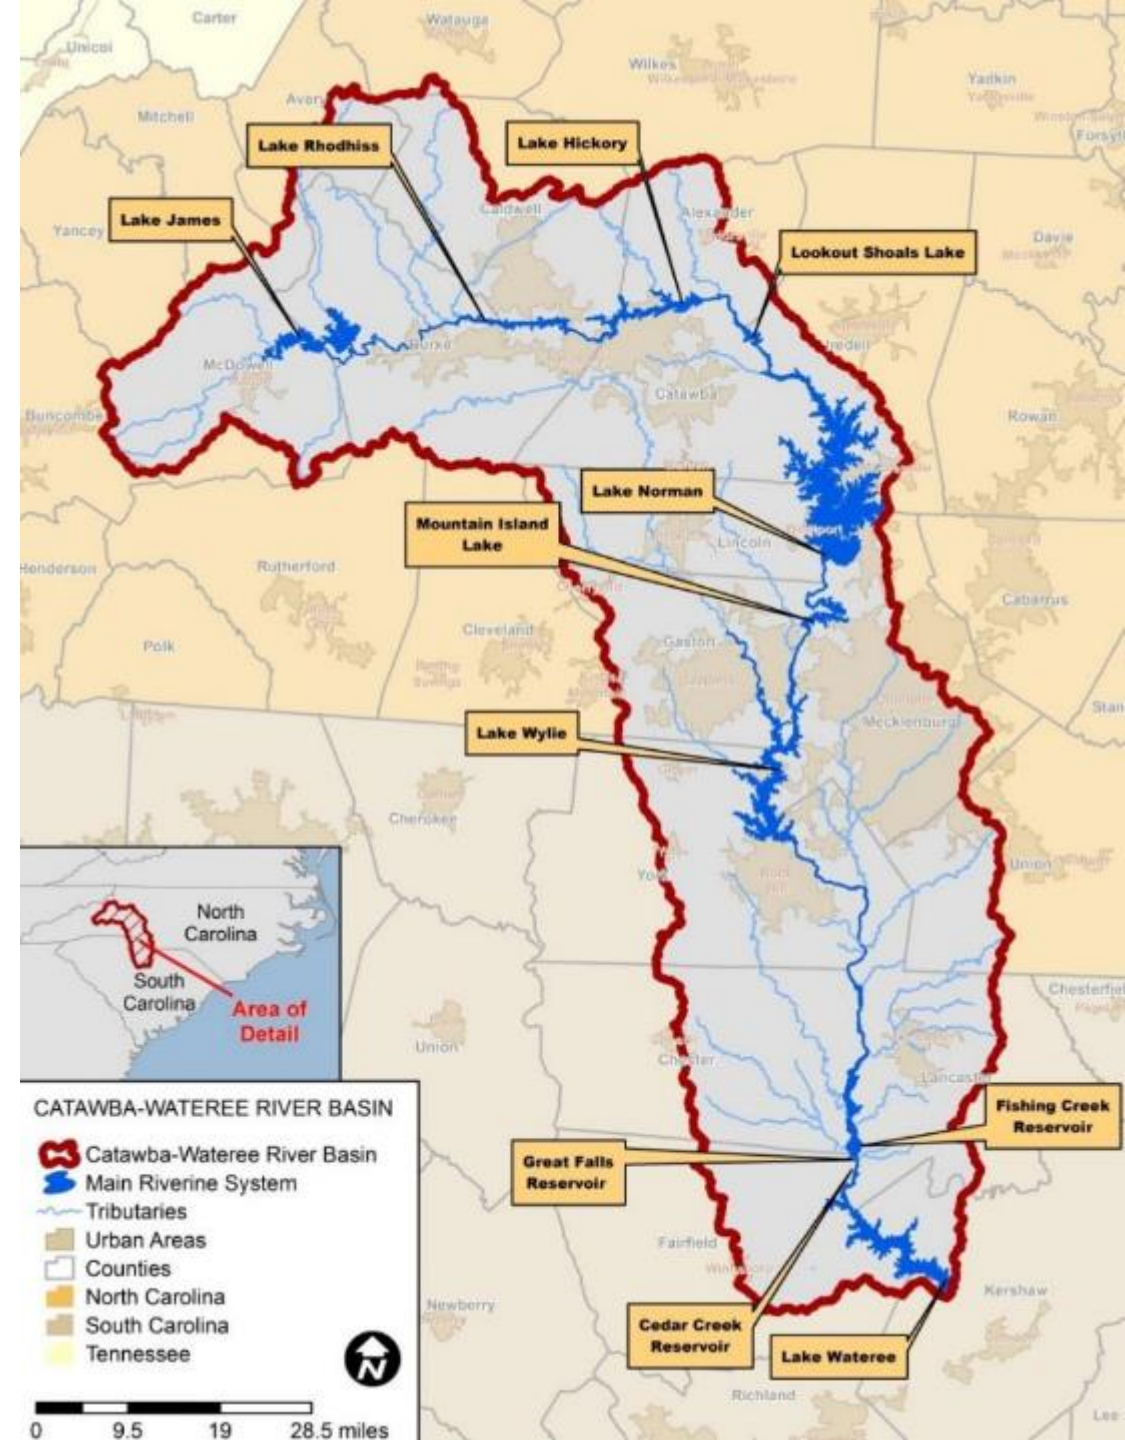 Carter
Watauga
Unicoi
Wilkes
Yadkin
Avery
Mitchell
Lake Rhodhiss
Lake Hickory
Caldwell
Alexander
Lake James
Yancey
Davie
Lookout Shoals Lake
Burke
Iredell
McDowell
Catawba
Buncombe
Rowan
Lake Norman
Mountain Island
Lake
Lincoln
Henderson
Rutherford
Cabarrus
Cleveland
Gaston
Polk
Stan
Mecklenburg
Lake Wylie
Cherokee
Union
York
Rock
Hill
North
Carolina
South
Carolina
Area of
Detail
Chesterfiel
Union
Chester
Lancaster
CATAWBA-WATEREE RIVER BASIN
Catawba-Wateree River Basin
Main Riverine System
Tributaries
Urban Areas
Counties
North Carolina
South Carolina
Tennessee
N
0 9.5 19 28.5 miles
Fishing Creek
Reservoir
Great Falls
Reservoir
Fairfield
Newberry
Kershaw
Cedar Creek
Reservoir
Lake Wateree
Richland
Lee